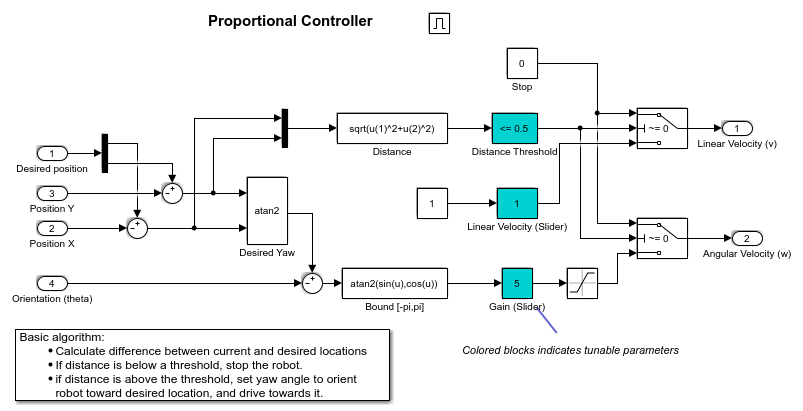 Proportional Controller
0
Stop
1
Desired position
sqrt(u(1)^2+u(2)^2)
Distance
<= 0.5
Distance Threshold
~= 0
1
Linear Velocity (v)
3
Position Y
2
Position X
− +
− +
atan2
Desired Yaw
1
1
Linear Velocity (Slider)
~= 0
2
Angular Velocity (w)
4
Orientation (theta)
− +
atan2(sin(u),cos(u))
Bound [-pi,pi]
5
Gain (Slider)
Colored blocks indicates tunable parameters
Basic algorithm:
• Calculate difference between current and desired locations
• If distance is below a threshold, stop the robot.
• if distance is above the threshold, set yaw angle to orient
robot toward desired location, and drive towards it.